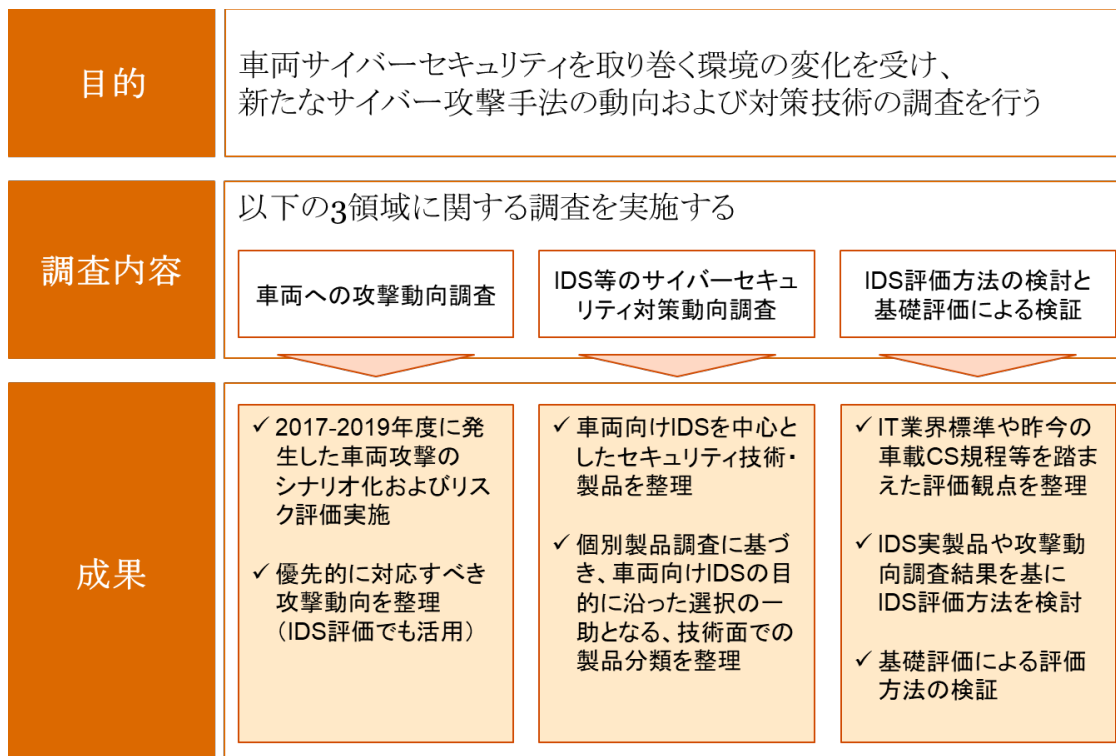 目的
車両サイバーセキュリティを取り巻く環境の変化を受け、
新たなサイバー攻撃手法の動向および対策技術の調査を行う
調査内容
以下の3領域に関する調査を実施する
車両への攻撃動向調査
IDS等のサイバーセキュ
リティ対策動向調査
IDS評価方法の検討と
基礎評価による検証
成果
✓ 2017-2019年度に発
生した車両攻撃の
シナリオ化およびリス
ク評価実施
✓ 優先的に対応すべき
攻撃動向を整理
（IDS評価でも活用）
✓ 車両向けIDSを中心と
したセキュリティ技術・
製品を整理
✓ 個別製品調査に基づ
き、車両向けIDSの目
的に沿った選択の一
助となる、技術面での
製品分類を整理
✓ IT業界標準や昨今の
車載CS規程等を踏ま
えた評価観点を整理
✓ IDS実製品や攻撃動
向調査結果を基に
IDS評価方法を検討
✓ 基礎評価による評価
方法の検証